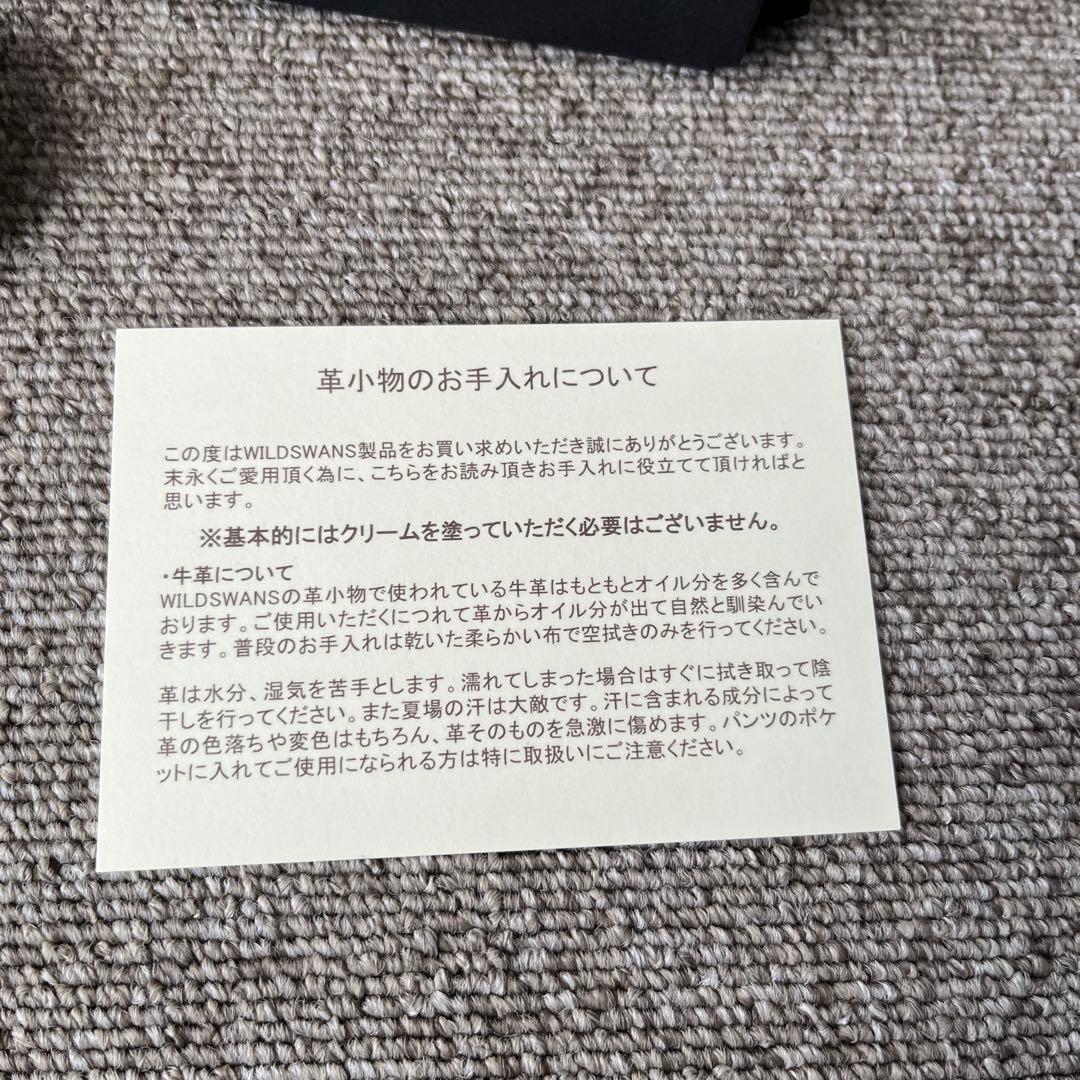 革小物のお手入れについて
この度はWILDSWANS製品をお買い求めいただき誠にありがとうございます。
末永くご愛用頂く為に、こちらをお読み頂きお手入れに役立てて頂ければと
思います。
※基本的にはクリームを塗っていただく必要はございません。
・牛革について
WILDSWANSの革小物で使われている牛革はもともとオイル分を多く含んで
おります。ご使用いただくにつれて革からオイル分が出て自然と馴染んでい
きます。普段のお手入れは乾いた柔らかい布で空拭きのみを行ってください。
革は水分、湿気を苦手とします。濡れてしまった場合はすぐに拭き取って陰
干しを行ってください。また夏場の汗は大敵です。汗に含まれる成分によって
革の色落ちや変色はもちろん、革そのものを急激に傷めます。パンツのポケ
ットに入れてご使用になられる方は特に取扱いにご注意ください。